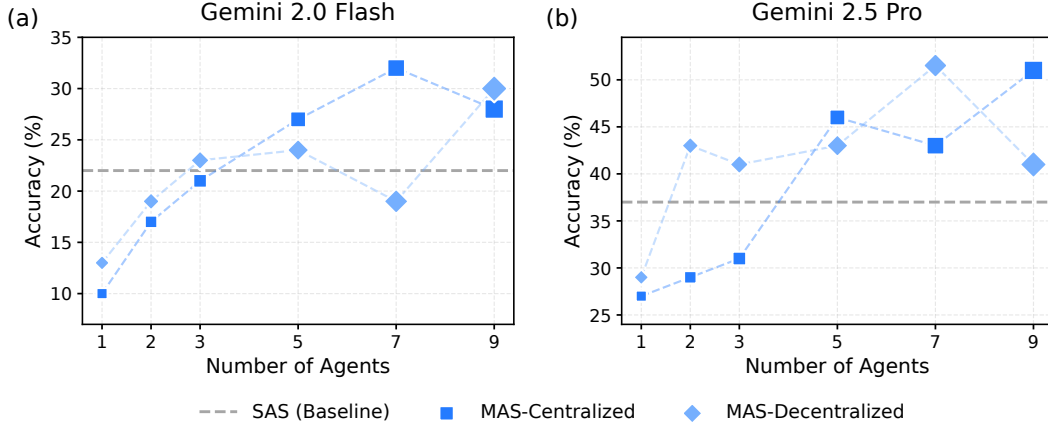 (a)
Gemini 2.0 Flash
Accuracy (%)
35
30
25
20
15
10
1
2
3
5
7
9
Number of Agents
(b)
Gemini 2.5 Pro
Accuracy (%)
50
45
40
35
30
25
1
2
3
5
7
9
Number of Agents
SAS (Baseline)
MAS-Centralized
MAS-Decentralized